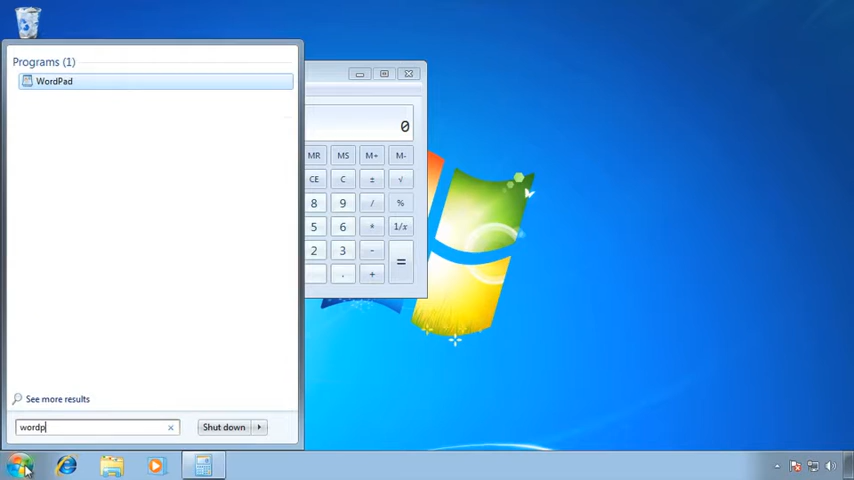 Programs (1)
WordPad
0
MR MS M+ M-
CE C ± √
8 9 / %
5 6 * 1/x
2 3 - =
. +
See more results
wordp
Shut down